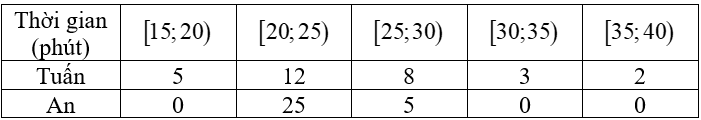 Thời gian (phút) [15; 20) [20; 25) [25; 30) [30; 35) [35; 40)
Tuấn 5 12 8 3 2
An 0 25 5 0 0